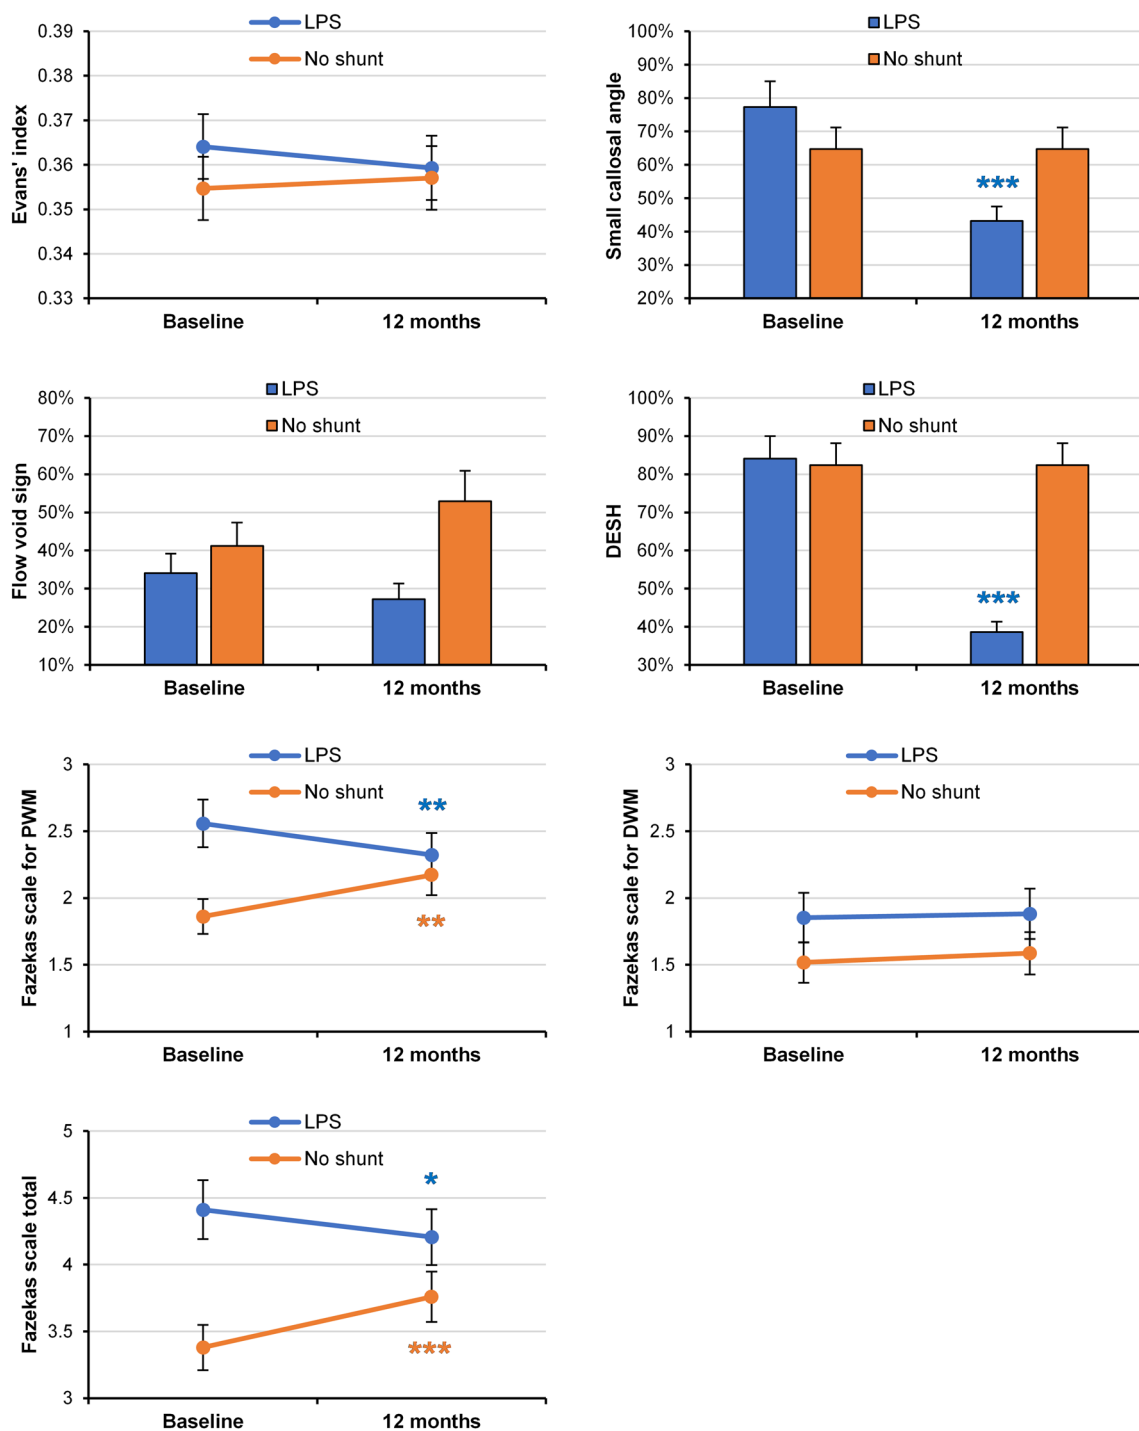 LPS
No shunt
Evans' index
0.39
0.38
0.37
0.36
0.35
0.34
0.33
Baseline
12 months
LPS
No shunt
Small callosal angle
100%
90%
80%
70%
60%
50%
40%
30%
20%
***
Baseline
12 months
LPS
No shunt
Flow void sign
80%
70%
60%
50%
40%
30%
20%
10%
Baseline
12 months
LPS
No shunt
DESH
100%
90%
80%
70%
60%
50%
40%
30%
***
Baseline
12 months
LPS
No shunt
Fazekas scale for PWM
3
2.5
2
1.5
1
**
**
Baseline
12 months
LPS
No shunt
Fazekas scale for DWM
3
2.5
2
1.5
1
Baseline
12 months
LPS
No shunt
Fazekas scale total
5
4.5
4
3.5
3
*
***
Baseline
12 months